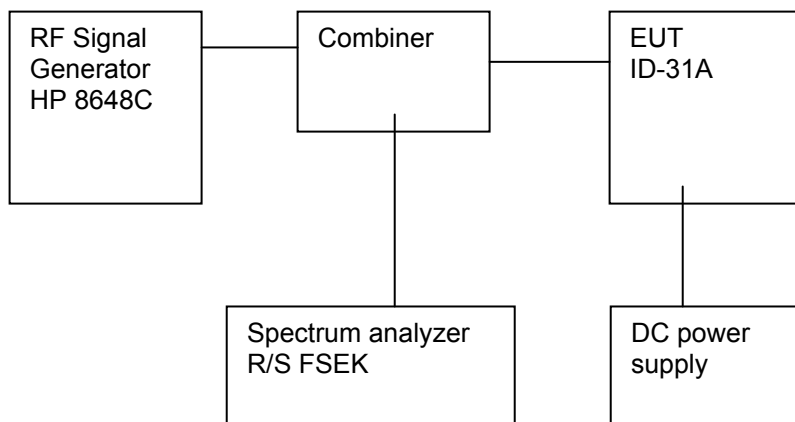 RF Signal
Generator
HP 8648C
Combiner
EUT
ID-31A
Spectrum analyzer
R/S FSEK
DC power
supply